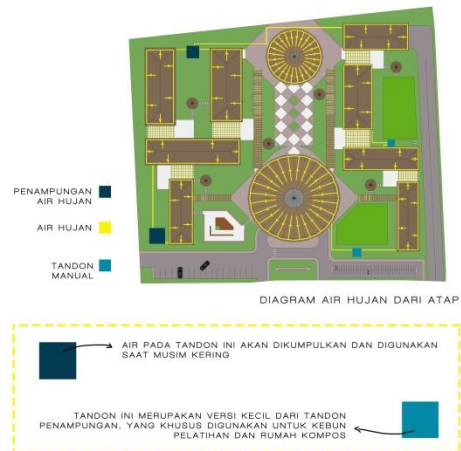 PENAMPUNGAN
AIR HUJAN
AIR HUJAN
TANDON
MANUAL
DIAGRAM AIR HUJAN DARI ATAP
AIR PADA TANDON INI AKAN DIKUMPULKAN DAN DIGUNAKAN
SAAT MUSIM KERING
TANDON INI MERUPAKAN VERSI KECIL DARI TANDON
PENAMPUNGAN, YANG KHUSUS DIGUNAKAN UNTUK KEBUN
PELATIHAN DAN RUMAH KOMPOS